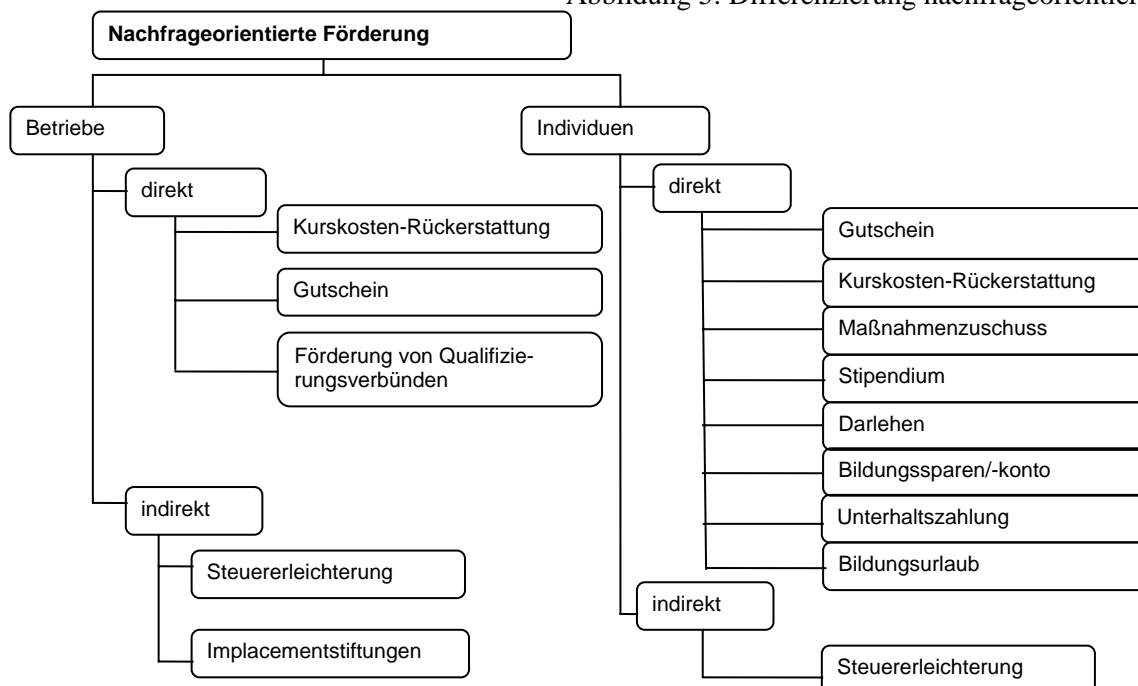 Abbildung 3: Differenzierung nachfrageorientier
Nachfrageorientierte Förderung
Betriebe
direkt
Kurskosten-Rückerstattung
Gutschein
Förderung von Qualifizie-
rungsverbünden
indirekt
Steuererleichterung
Implacementstiftungen
Individuen
direkt
Gutschein
Kurskosten-Rückerstattung
Maßnahmenzuschuss
Stipendium
Darlehen
Bildungssparen/-konto
Unterhaltszahlung
Bildungsurlaub
indirekt
Steuererleichterung